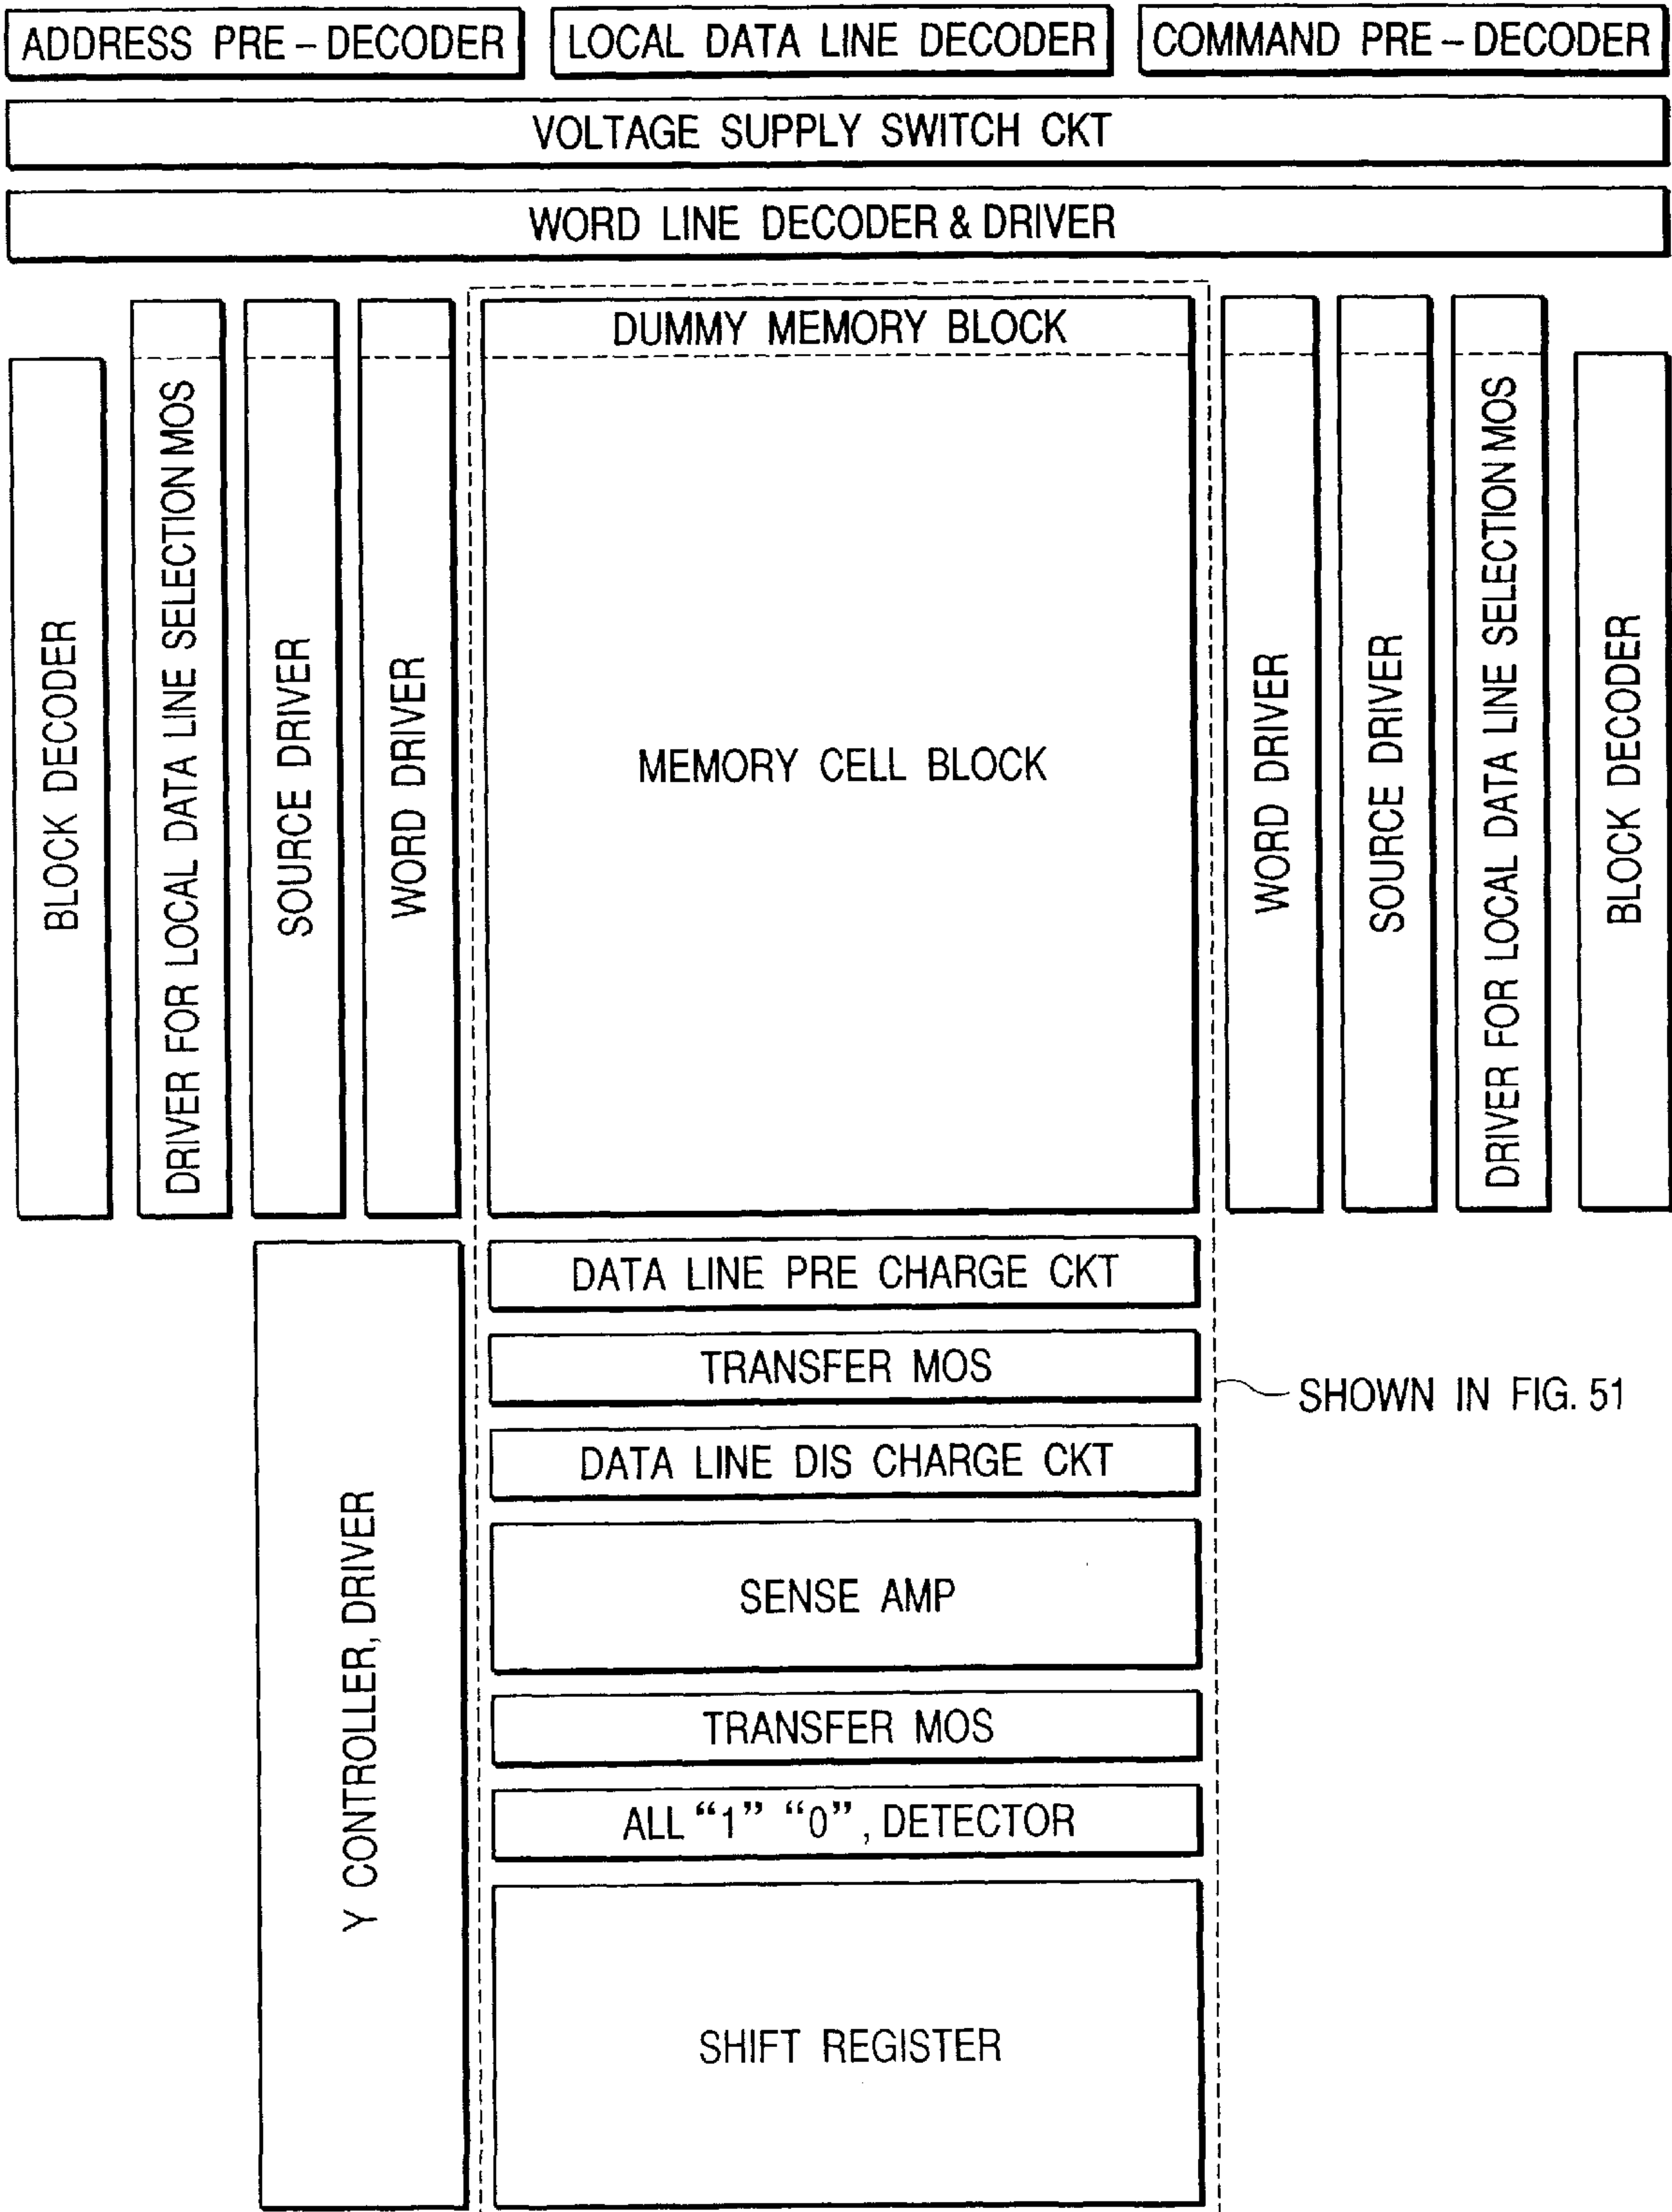 ADDRESS PRE-DECODER
LOCAL DATA LINE DECODER
COMMAND PRE-DECODER
VOLTAGE SUPPLY SWITCH CKT
WORD LINE DECODER & DRIVER
BLOCK DECODER
DRIVER FOR LOCAL DATA LINE SELECTION MOS
SOURCE DRIVER
WORD DRIVER
DUMMY MEMORY BLOCK
MEMORY CELL BLOCK
WORD DRIVER
SOURCE DRIVER
DRIVER FOR LOCAL DATA LINE SELECTION MOS
BLOCK DECODER
Y CONTROLLER, DRIVER
DATA LINE PRE CHARGE CKT
TRANSFER MOS
SHOWN IN FIG. 51
DATA LINE DIS CHARGE CKT
SENSE AMP
TRANSFER MOS
ALL “1” “0”, DETECTOR
SHIFT REGISTER